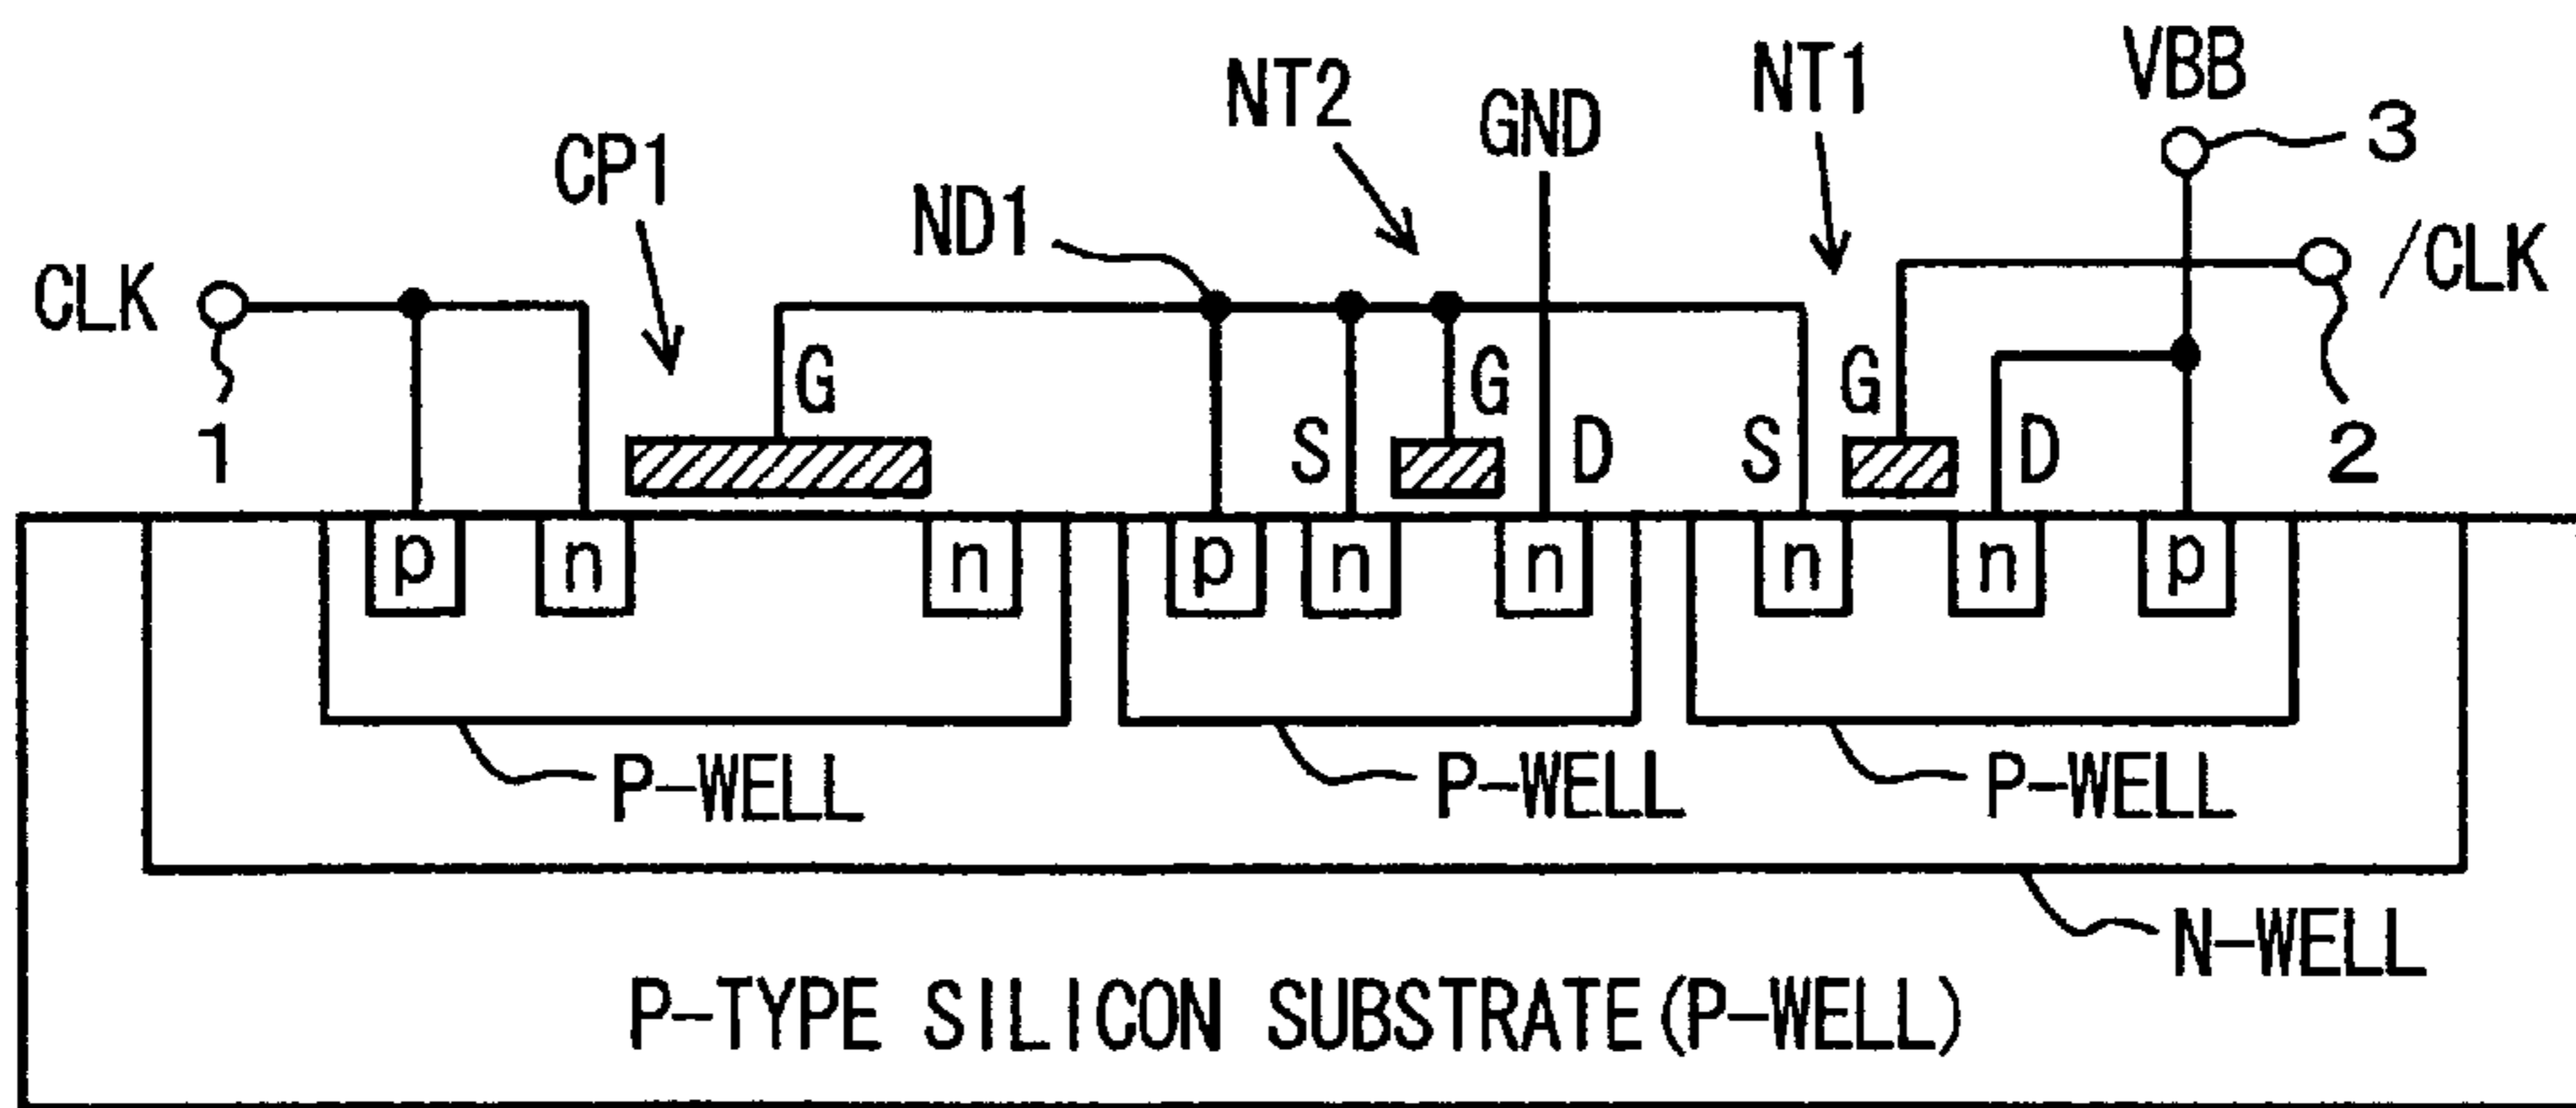 VBB
NT1
NT2
GND
3
CP1
ND1
CLK
/CLK
G
G
G
1
S
D
S
D
2
p
n
n
p
n
n
n
n
p
P-WELL
P-WELL
P-WELL
N-WELL
P-TYPE SILICON SUBSTRATE(P-WELL)